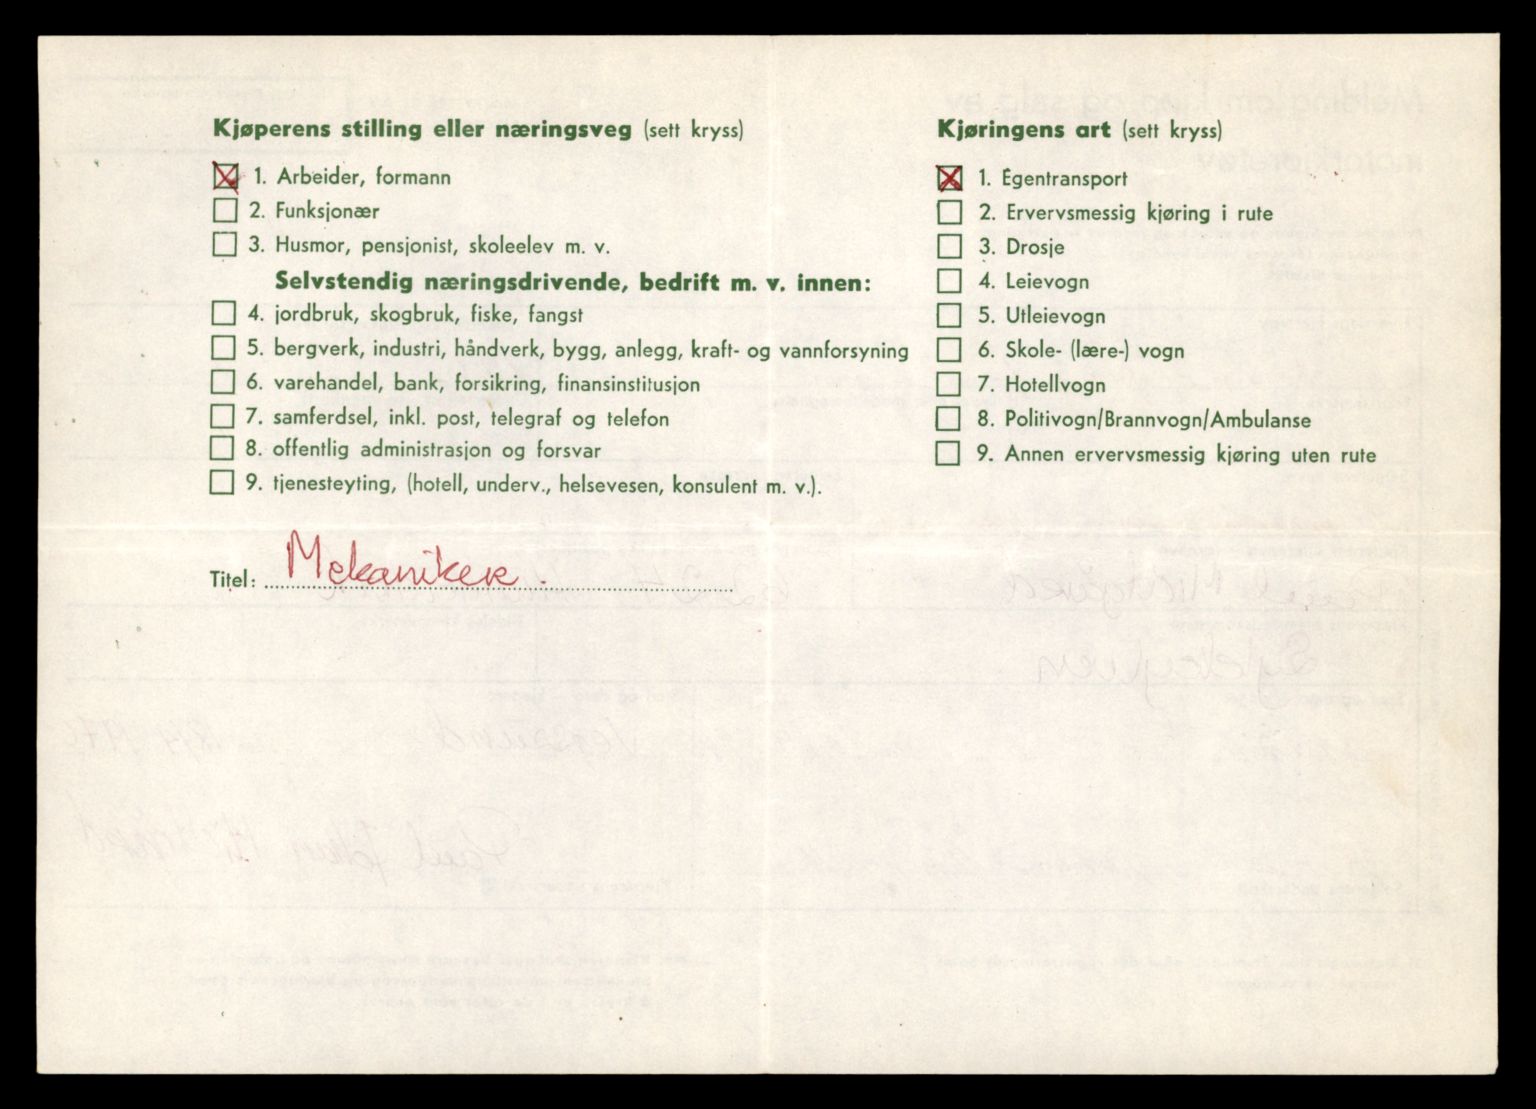 Kjøperens stilling eller næringsveg (sett kryss)
☒ 1. Arbeider, formann
☐ 2. Funksjonær
☐ 3. Husmor, pensjonist, skoleelev m. v.
Selvstendig næringsdrivende, bedrift m. v. innen:
☐ 4. jordbruk, skogbruk, fiske, fangst
☐ 5. bergverk, industri, håndverk, bygg, anlegg, kraft- og vannforsyning
☐ 6. varehandel, bank, forsikring, finansinstitusjon
☐ 7. samferdsel, inkl. post, telegraf og telefon
☐ 8. offentlig administrasjon og forsvar
☐ 9. tjenesteyting, (hotell, underv., helsevesen, konsulent m. v.).
Titel: Mekaniker.
Kjøringens art (sett kryss)
☒ 1. Egentransport
☐ 2. Ervervsmessig kjøring i rute
☐ 3. Drosje
☐ 4. Leievogn
☐ 5. Utleievogn
☐ 6. Skole- (lære-) vogn
☐ 7. Hotellvogn
☐ 8. Politivogn/Brannvogn/Ambulanse
☐ 9. Annen ervervsmessig kjøring uten rute